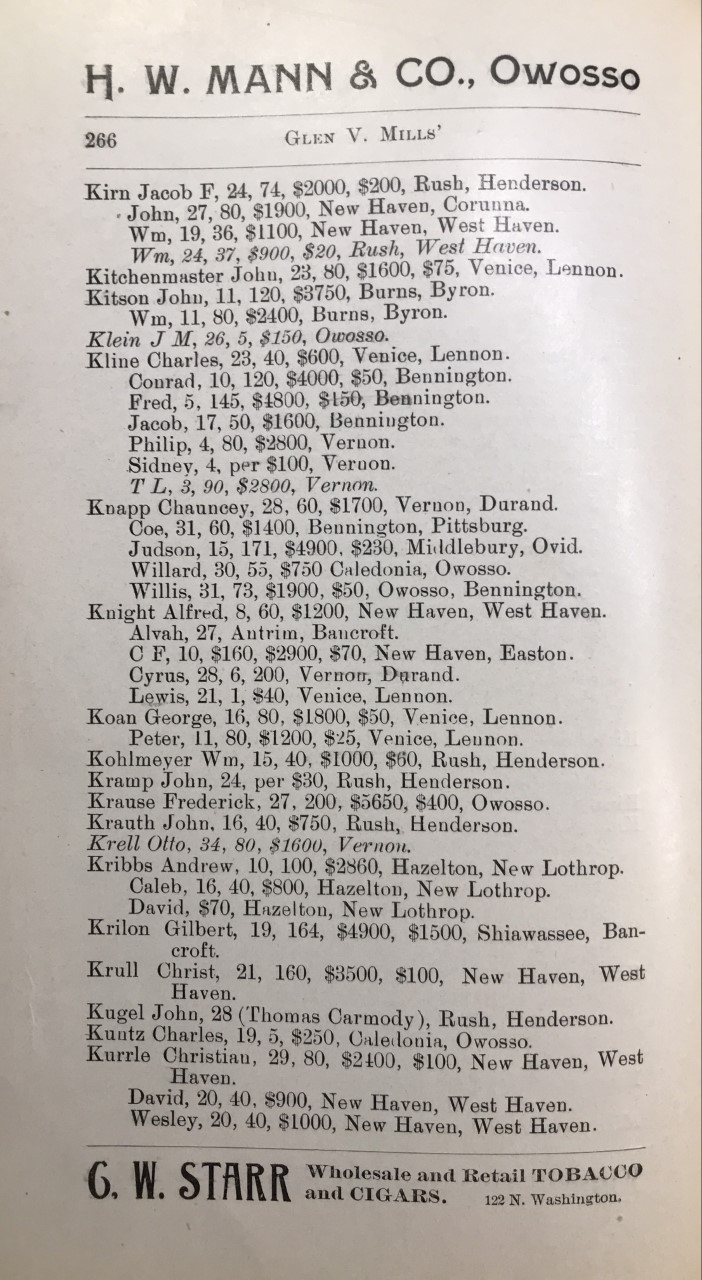 H. W. MANN & CO., Owosso
266 GLEN V. MILLS'
Kirn Jacob F, 24, 74, $2000, $200, Rush, Henderson.
John, 27, 80, $1900, New Haven, Corunna.
Wm, 19, 36, $1100, New Haven, West Haven.
Wm, 24, 37, $900, $20, Rush, West Haven.
Kitchenmaster John, 23, 80, $1600, $75, Venice, Lennon.
Kitson John, 11, 120, $3750, Burns, Byron.
Wm, 11, 80, $2400, Burns, Byron.
Klein J M, 26, 5, $150, Owosso.
Kline Charles, 23, 40, $600, Venice, Lennon.
Conrad, 10, 120, $4000, $50, Bennington.
Fred, 5, 145, $4800, $150, Bennington.
Jacob, 17, 50, $1600, Bennington.
Philip, 4, 80, $2800, Vernon.
Sidney, 4, per $100, Vernon.
T L, 3, 90, $2800, Vernon.
Knapp Chauncey, 28, 60, $1700, Vernon, Durand.
Coe, 31, 60, $1400, Bennington, Pittsburg.
Judson, 15, 171, $4900, $230, Middlebury, Ovid.
Willard, 30, 55, $750 Caledonia, Owosso.
Willis, 31, 73, $1900, $50, Owosso, Bennington.
Knight Alfred, 8, 60, $1200, New Haven, West Haven.
Alvah, 27, Antrim, Bancroft.
C F, 10, $160, $2900, $70, New Haven, Easton.
Cyrus, 28, 6, 200, Vernon, Durand.
Lewis, 21, 1, $40, Venice, Lennon.
Koan George, 16, 80, $1800, $50, Venice, Lennon.
Peter, 11, 80, $1200, $25, Venice, Lennon.
Kohlmeyer Wm, 15, 40, $1000, $60, Rush, Henderson.
Kramp John, 24, per $30, Rush, Henderson.
Krause Frederick, 27, 200, $5650, $400, Owosso.
Krauth John, 16, 40, $750, Rush, Henderson.
Krell Otto, 34, 80, $1600, Vernon.
Kribbs Andrew, 10, 100, $2860, Hazelton, New Lothrop.
Caleb, 16, 40, $800, Hazelton, New Lothrop.
David, $70, Hazelton, New Lothrop.
Krilon Gilbert, 19, 164, $4900, $1500, Shiawassee, Ban-
croft.
Krull Christ, 21, 160, $3500, $100, New Haven, West
Haven.
Kugel John, 28 (Thomas Carmody), Rush, Henderson.
Kuntz Charles, 19, 5, $250, Caledonia, Owosso.
Kurrle Christian, 29, 80, $2400, $100, New Haven, West
Haven.
David, 20, 40, $900, New Haven, West Haven.
Wesley, 20, 40, $1000, New Haven, West Haven.
G. W. STARR Wholesale and Retail TOBACCO
and CIGARS. 122 N. Washington.